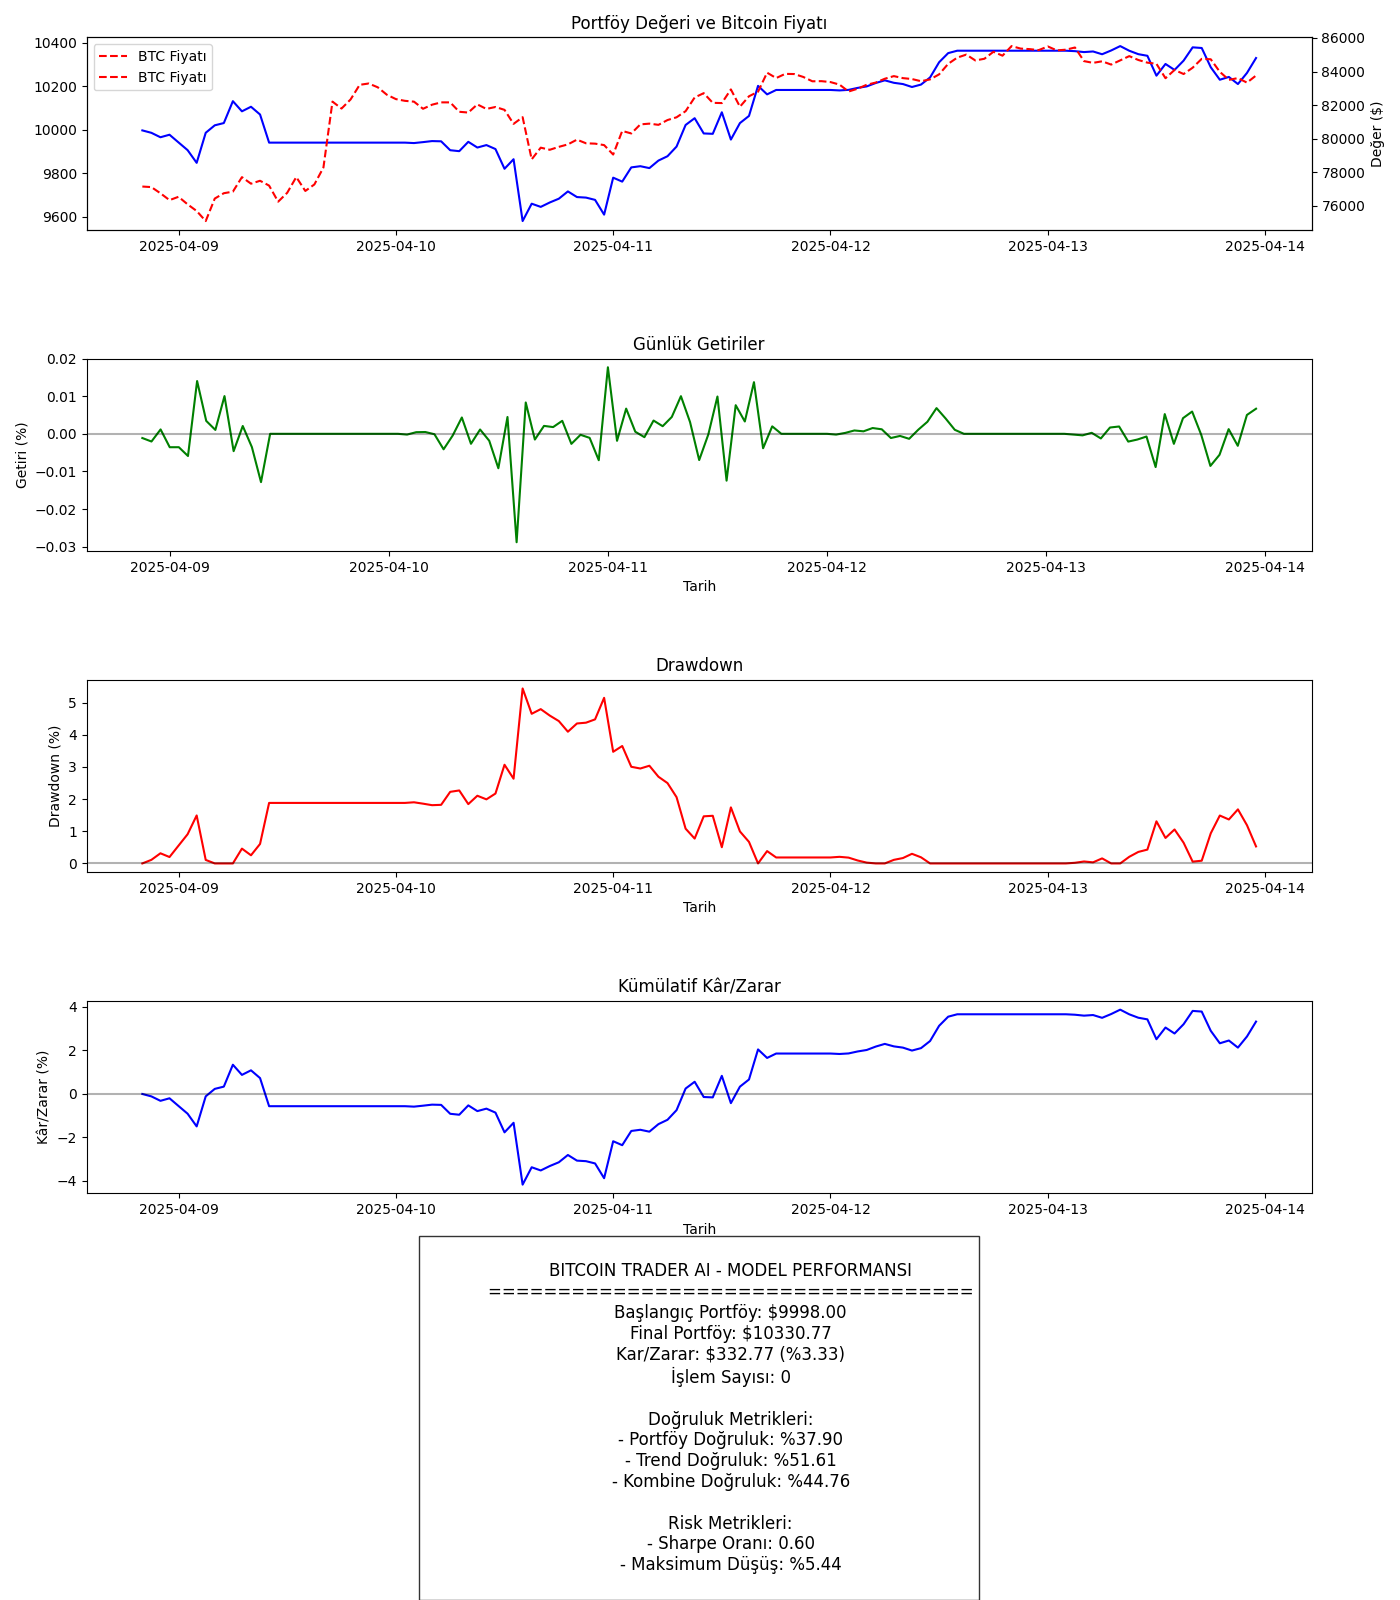 Portföy Değeri ve Bitcoin Fiyatı
BTC Fiyatı
BTC Fiyatı
10400
10200
10000
9800
9600
86000
84000
82000
80000
78000
76000
Değer ($)
2025-04-09 2025-04-10 2025-04-11 2025-04-12 2025-04-13 2025-04-14
Günlük Getiriler
Getiri (%)
0.02
0.01
0.00
−0.01
−0.02
−0.03
2025-04-09 2025-04-10 2025-04-11 2025-04-12 2025-04-13 2025-04-14
Tarih
Drawdown
Drawdown (%)
5
4
3
2
1
0
2025-04-09 2025-04-10 2025-04-11 2025-04-12 2025-04-13 2025-04-14
Tarih
Kümülatif Kâr/Zarar
Kâr/Zarar (%)
4
2
0
−2
−4
2025-04-09 2025-04-10 2025-04-11 2025-04-12 2025-04-13 2025-04-14
Tarih
BITCOIN TRADER AI - MODEL PERFORMANSI
===================================
Başlangıç Portföy: $9998.00
Final Portföy: $10330.77
Kar/Zarar: $332.77 (%3.33)
İşlem Sayısı: 0
Doğruluk Metrikleri:
- Portföy Doğruluk: %37.90
- Trend Doğruluk: %51.61
- Kombine Doğruluk: %44.76
Risk Metrikleri:
- Sharpe Oranı: 0.60
- Maksimum Düşüş: %5.44